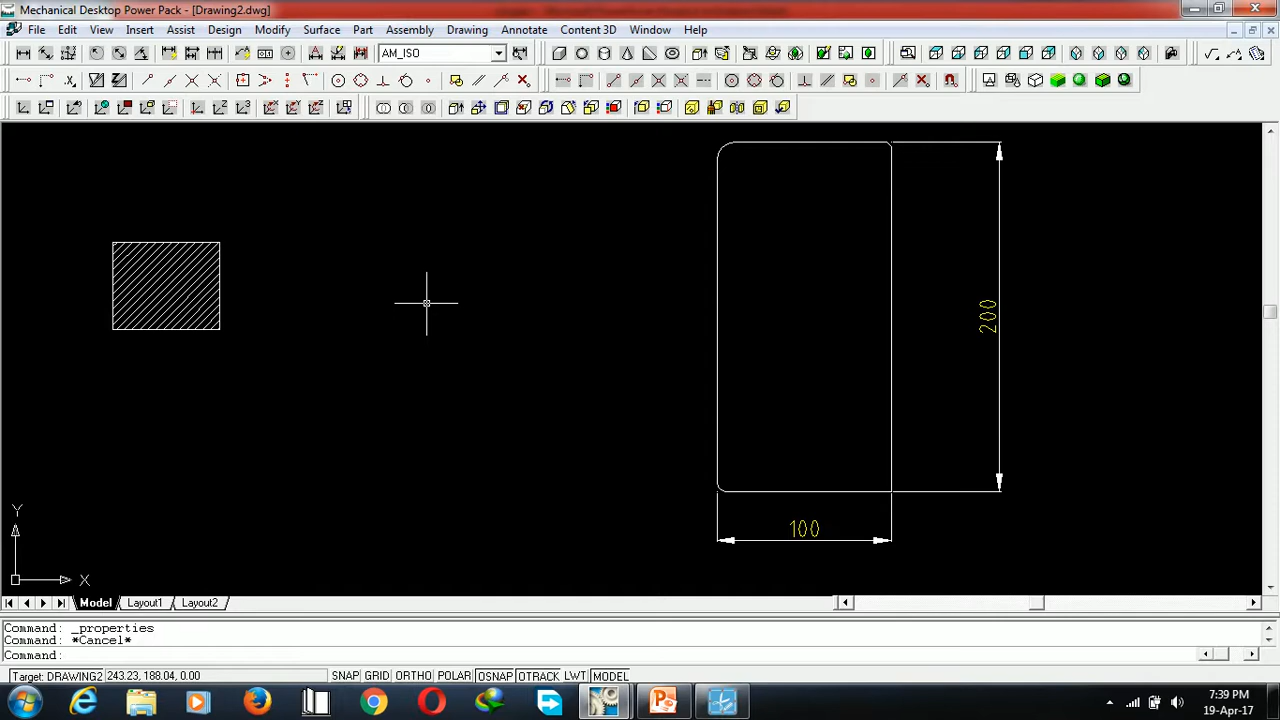 Mechanical Desktop Power Pack - [Drawing2.dwg]
File Edit View Insert Assist Design Modify Surface Part Assembly Drawing Annotate Content 3D Window Help
AM_ISO
200
100
Y
X
Model Layout1 Layout2
Command: _properties
Command: *Cancel*
Command:
Target: DRAWING2 243.23, 188.04, 0.00 SNAP GRID ORTHO POLAR OSNAP OTRACK LWT MODEL
7:39 PM
19-Apr-17